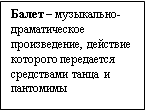 Балет – музыкально-
драматическое
произведение, действие
которого передается
средствами танца и
пантомимы